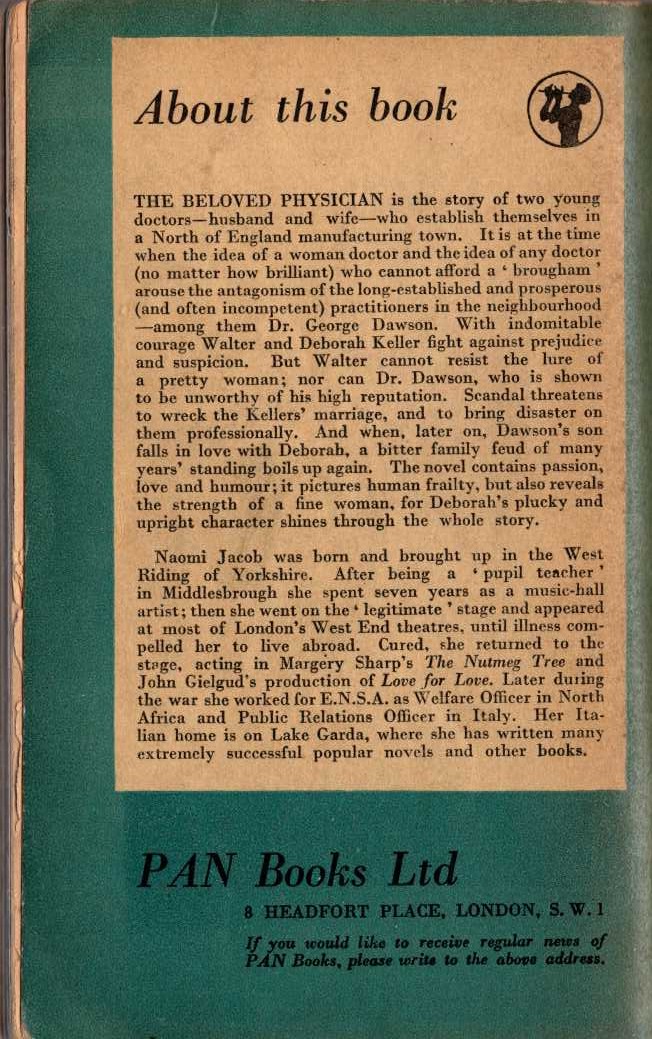 About this book
THE BELOVED PHYSICIAN is the story of two young
doctors—husband and wife—who establish themselves in
a North of England manufacturing town. It is at the time
when the idea of a woman doctor and the idea of any doctor
(no matter how brilliant) who cannot afford a ‘ brougham ’
arouse the antagonism of the long-established and prosperous
(and often incompetent) practitioners in the neighbourhood
—among them Dr. George Dawson. With indomitable
courage Walter and Deborah Keller fight against prejudice
and suspicion. But Walter cannot resist the lure of
a pretty woman; nor can Dr. Dawson, who is shown
to be unworthy of his high reputation. Scandal threatens
to wreck the Kellers’ marriage, and to bring disaster on
them professionally. And when, later on, Dawson’s son
falls in love with Deborah, a bitter family feud of many
years’ standing boils up again. The novel contains passion,
love and humour; it pictures human frailty, but also reveals
the strength of a fine woman, for Deborah’s plucky and
upright character shines through the whole story.
Naomi Jacob was born and brought up in the West
Riding of Yorkshire. After being a ‘ pupil teacher ’
in Middlesbrough she spent seven years as a music-hall
artist; then she went on the ‘ legitimate ’ stage and appeared
at most of London’s West End theatres, until illness com-
pelled her to live abroad. Cured, she returned to the
stage, acting in Margery Sharp’s The Nutmeg Tree and
John Gielgud’s production of Love for Love. Later during
the war she worked for E.N.S.A. as Welfare Officer in North
Africa and Public Relations Officer in Italy. Her Ita-
lian home is on Lake Garda, where she has written many
extremely successful popular novels and other books.
PAN Books Ltd
8 HEADFORT PLACE, LONDON, S.W.1
If you would like to receive regular news of
PAN Books, please write to the above address.